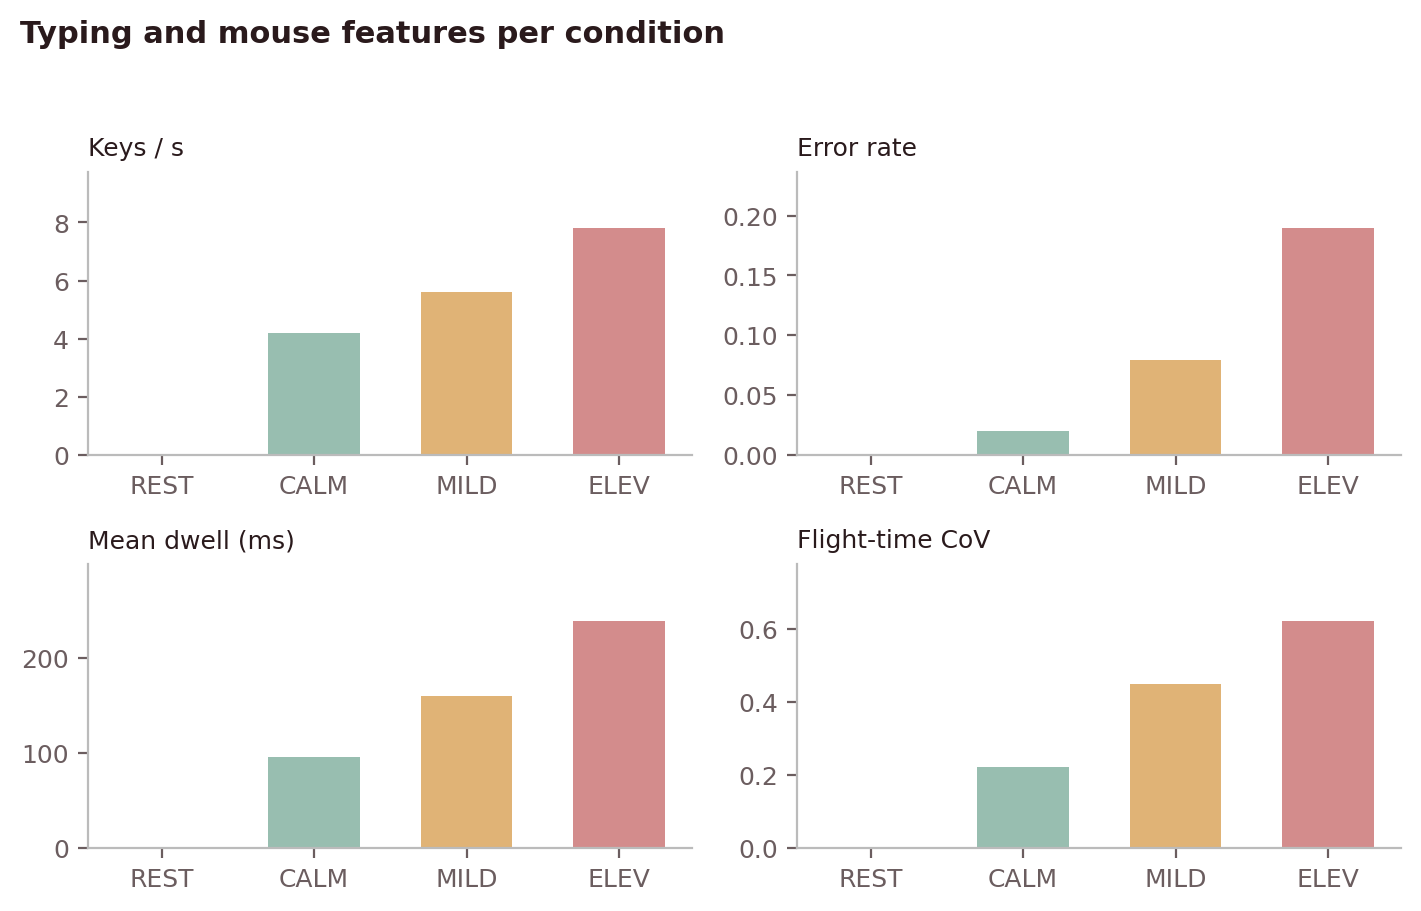 Typing and mouse features per condition
Keys / s
8
6
4
2
0
REST CALM MILD ELEV
Error rate
0.20
0.15
0.10
0.05
0.00
REST CALM MILD ELEV
Mean dwell (ms)
200
100
0
REST CALM MILD ELEV
Flight-time CoV
0.6
0.4
0.2
0.0
REST CALM MILD ELEV